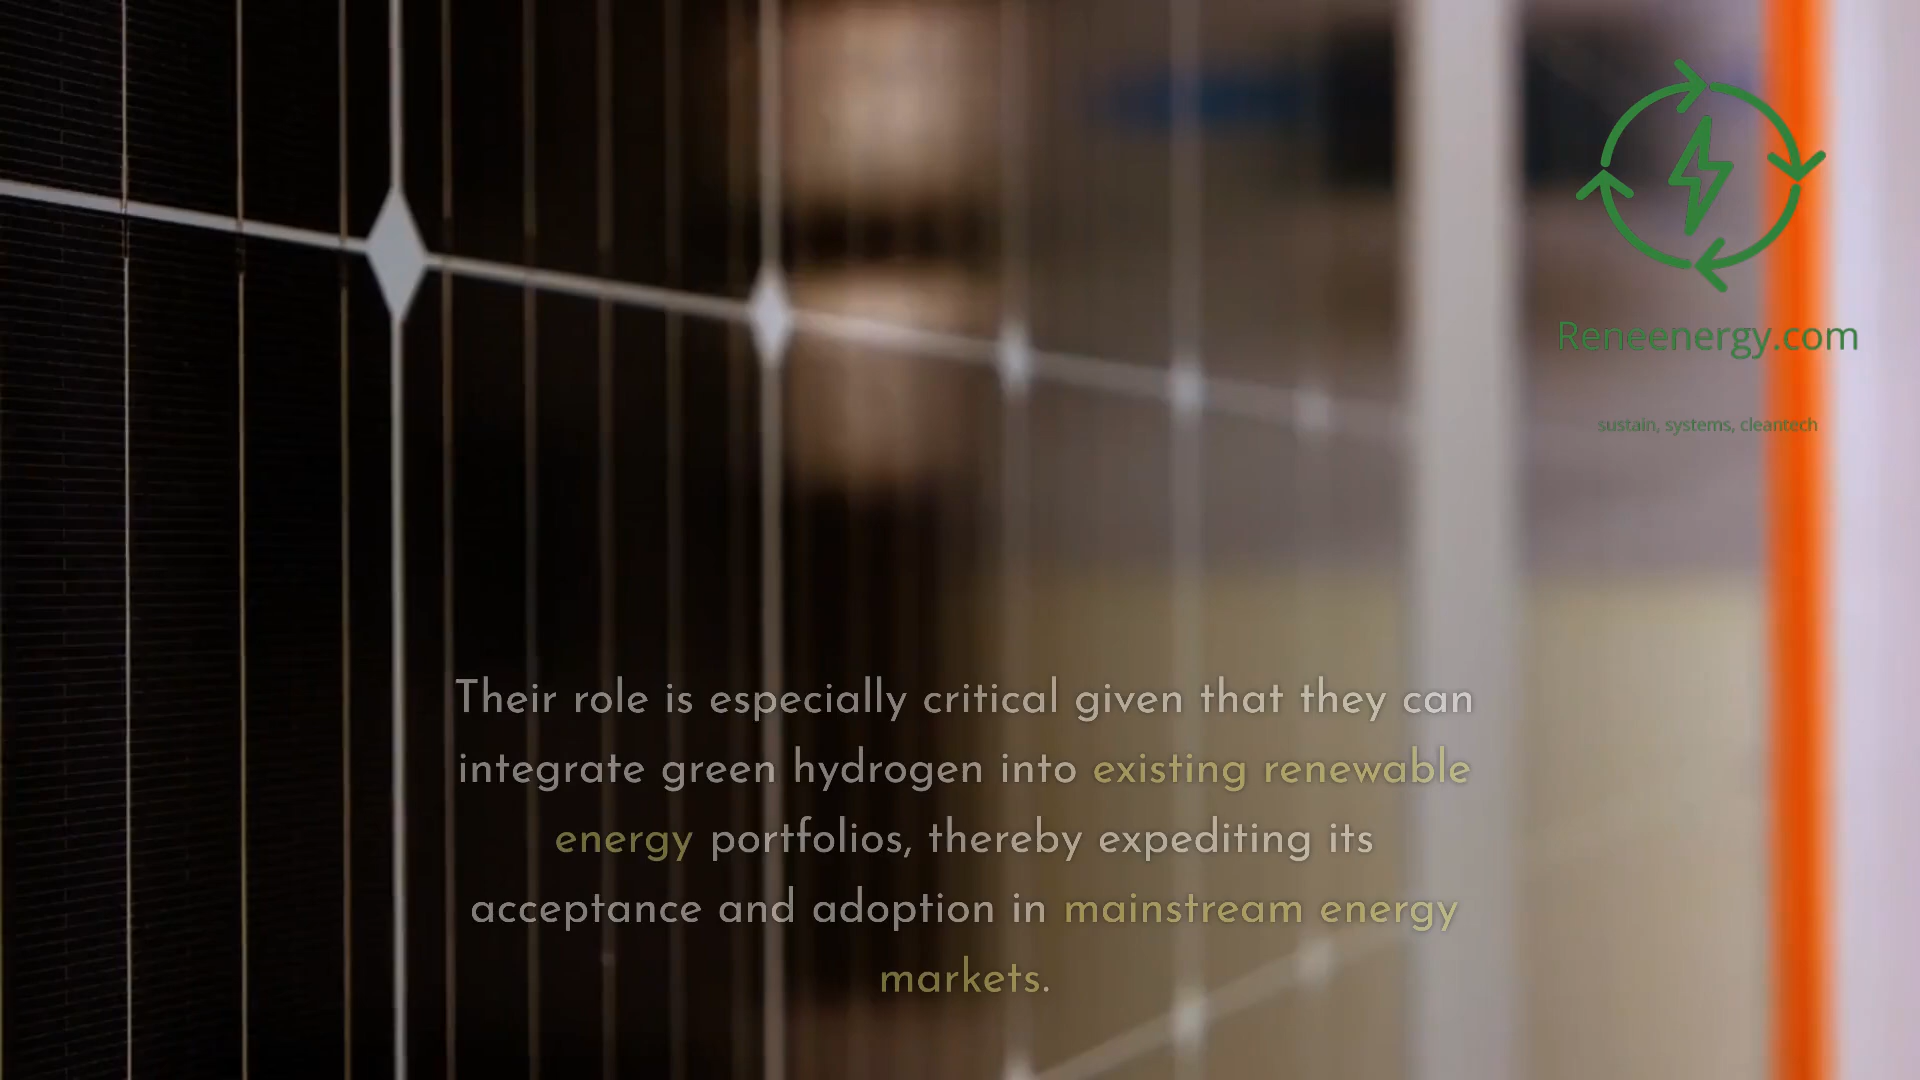 Reneenergy.com
sustain, systems, cleantech
Their role is especially critical given that they can
integrate green hydrogen into existing renewable
energy portfolios, thereby expediting its
acceptance and adoption in mainstream energy
markets.